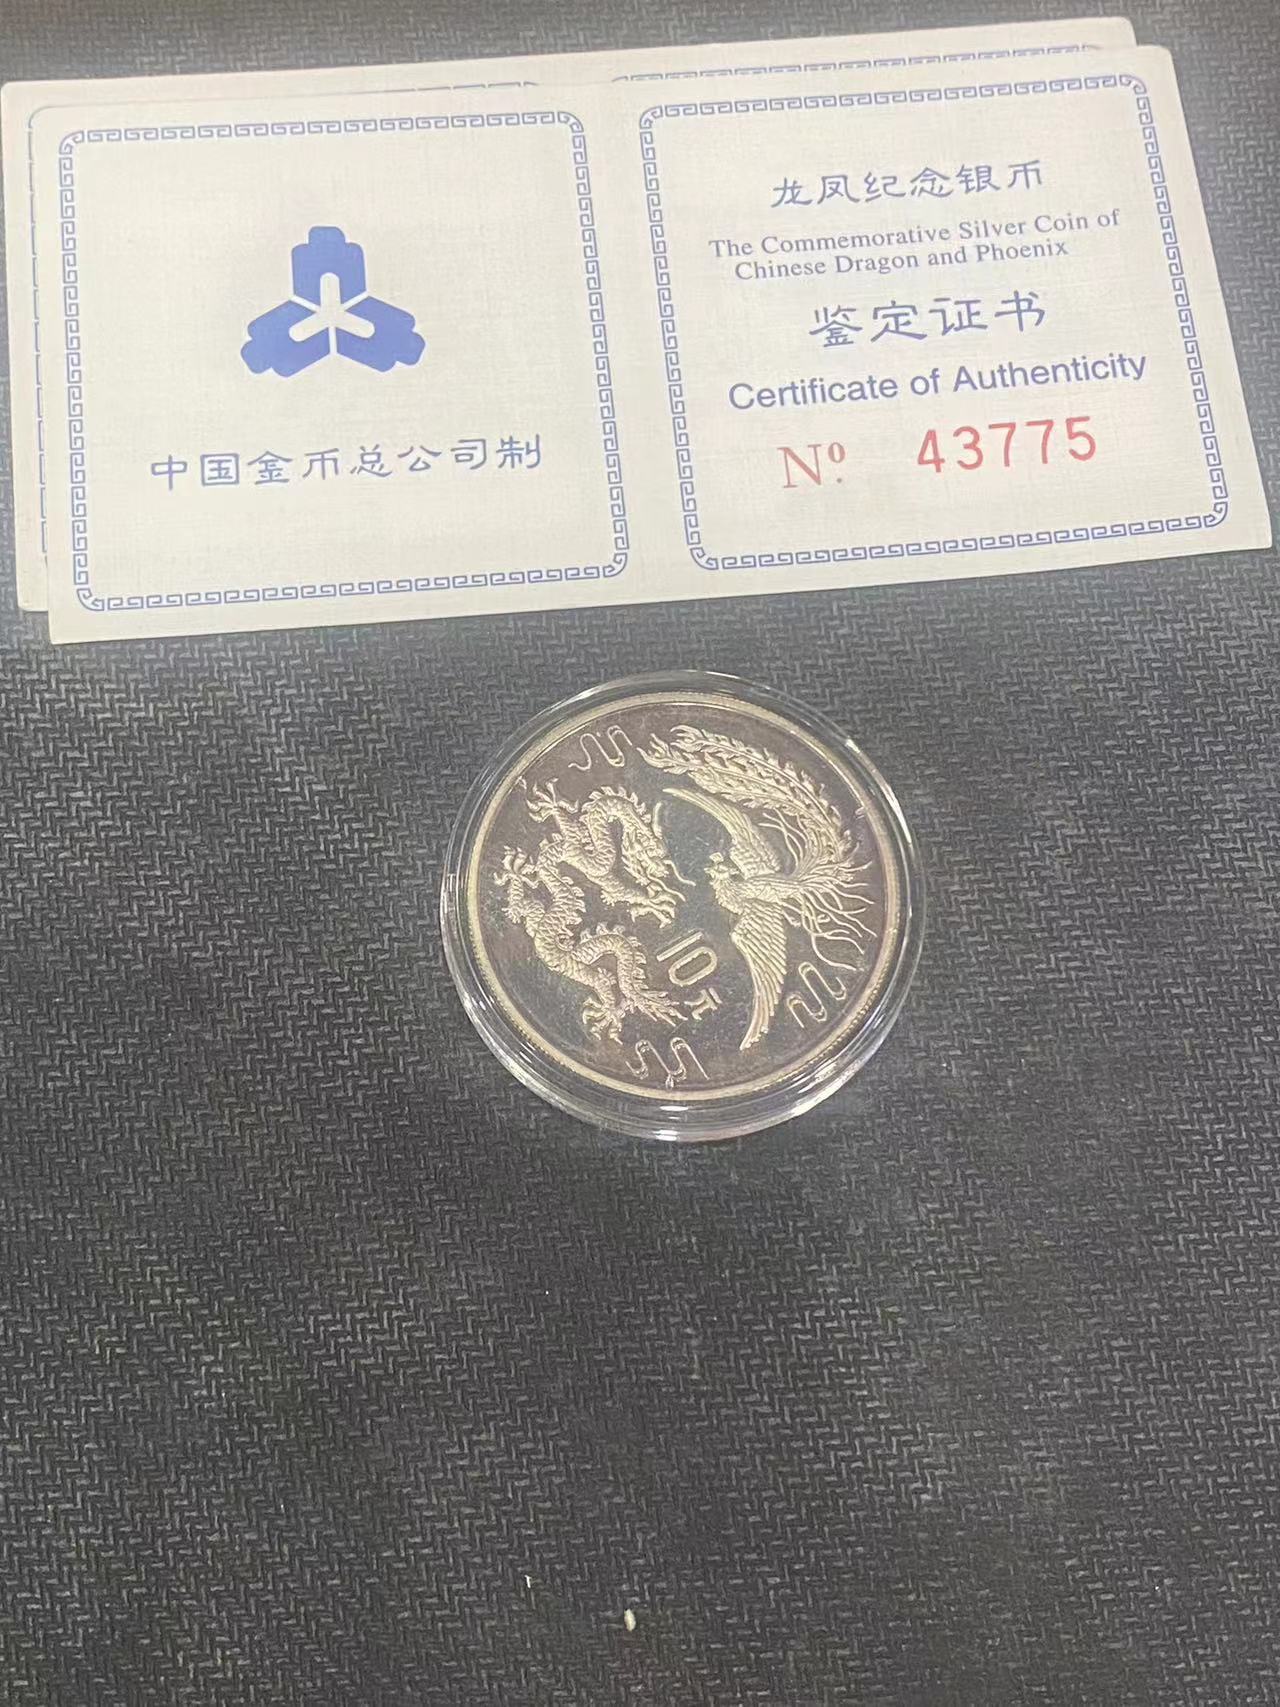 中国金币总公司制
龙凤纪念银币
The Commemorative Silver Coin of
Chinese Dragon and Phoenix
鉴定证书
Certificate of Authenticity
Nº. 43775
10元